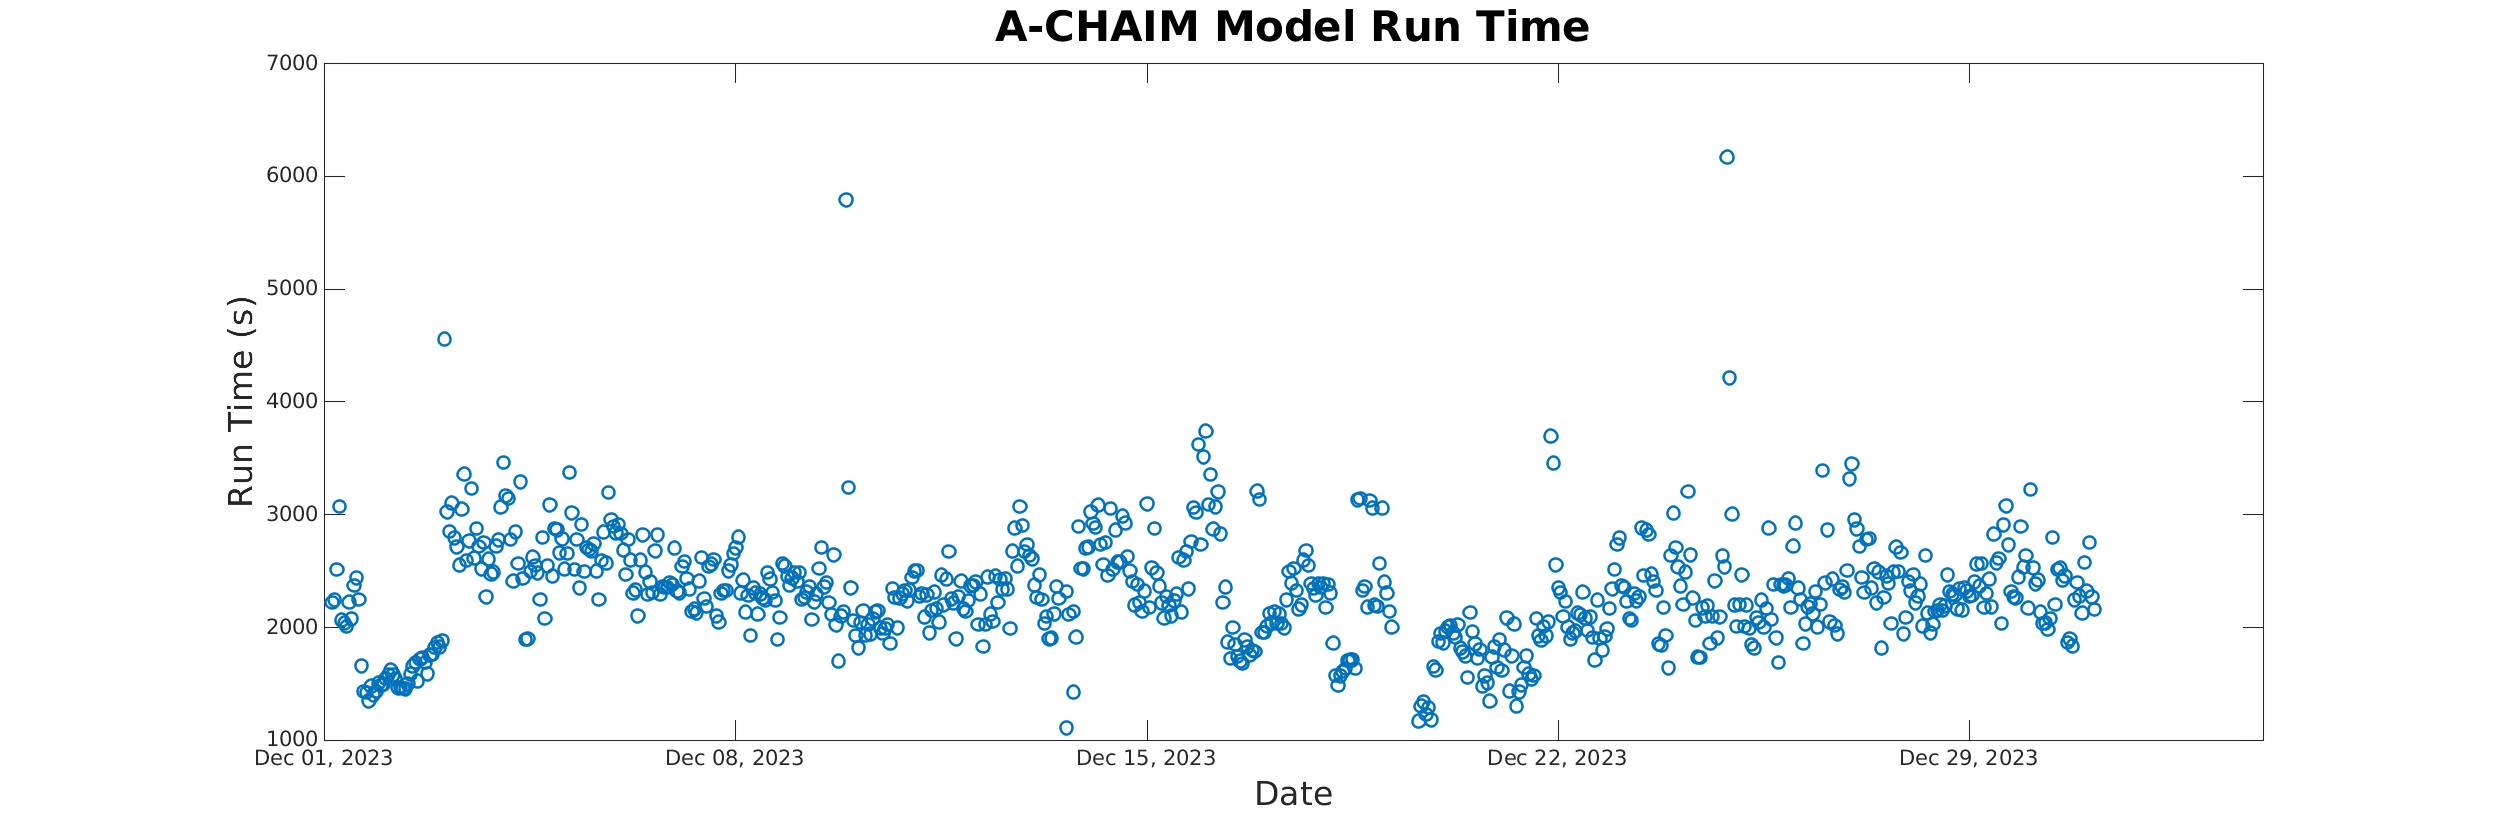 A-CHAIM Model Run Time
7000
6000
5000
4000
3000
2000
1000
Run Time (s)
Dec 01, 2023 Dec 08, 2023 Dec 15, 2023 Dec 22, 2023 Dec 29, 2023
Date